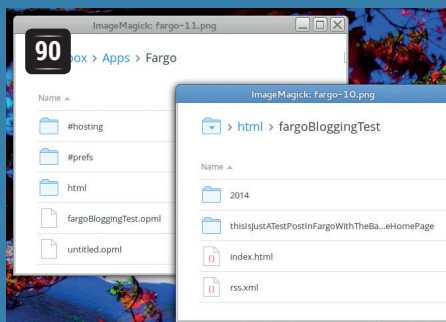 ImageMagick: fargo-11.png
90
box > Apps > Fargo
Name
#hosting
#prefs
html
fargoBloggingTest.opml
untitled.opml
ImageMagick: fargo-10.png
> html > fargoBloggingTest
Name
2014
thisIsJustATestPostInFargoWithTheBa...eHomePage
index.html
rss.xml